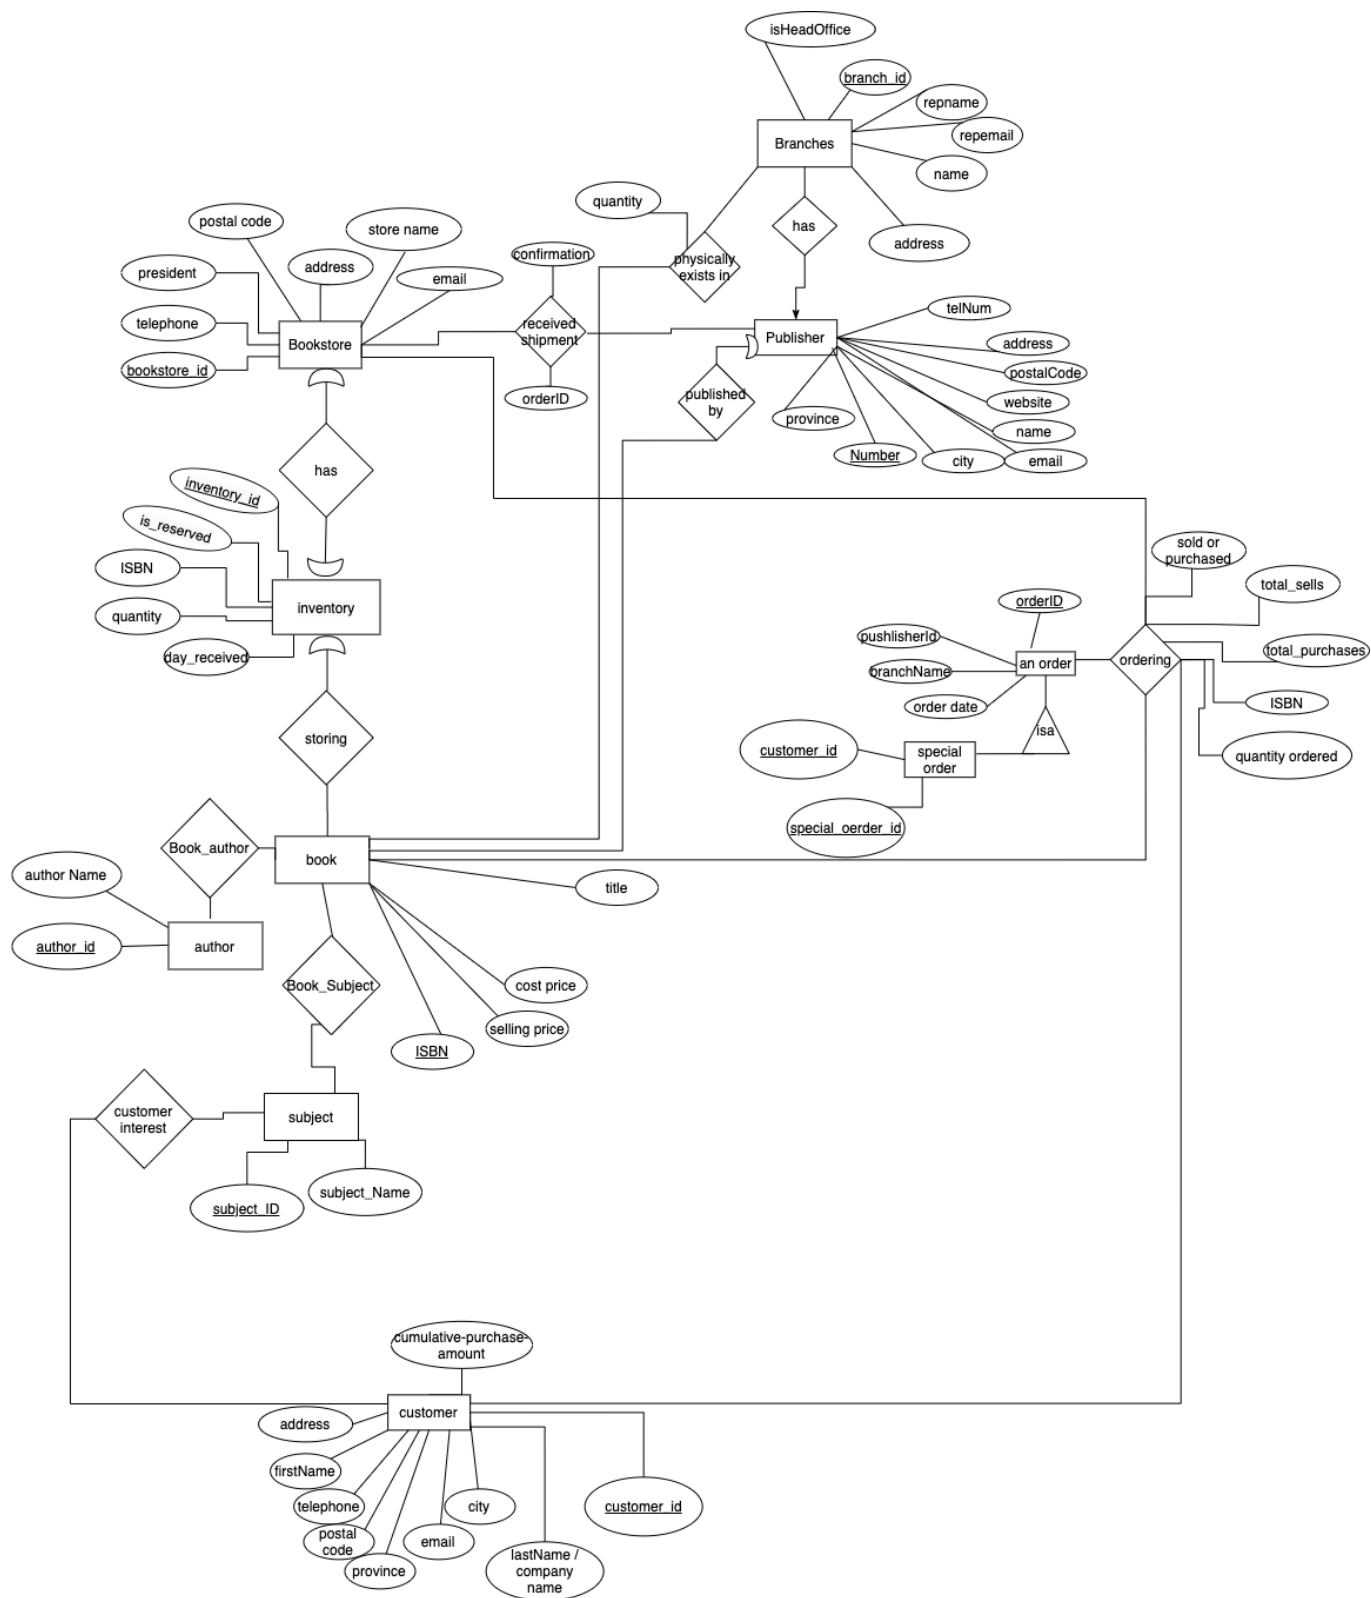 isHeadOffice
branch_id
repname
repemail
Branches
name
quantity
postal code
store name
has
address
confirmation
physically
exists in
president
address
email
telNum
telephone
received
shipment
Publisher
address
Bookstore
bookstore_id
postalCode
orderID
published
by
website
province
name
Number
city
email
has
inventory_id
is_reserved
sold or
purchased
ISBN
total_sells
orderID
inventory
quantity
pushlisherId
total_purchases
day_received
an order
ordering
branchName
ISBN
order date
isa
storing
customer_id
special
order
quantity ordered
special_oerder_id
Book_author
book
author Name
title
author_id
author
Book_Subject
cost price
selling price
ISBN
customer
interest
subject
subject_Name
subject_ID
cumulative-purchase-
amount
customer
address
firstName
telephone
city
customer_id
postal
code
email
province
lastName /
company
name